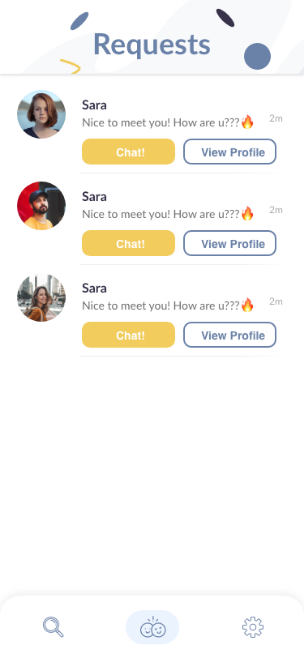 Requests
Sara
Nice to meet you! How are u???🔥
2m
Chat!
View Profile
Sara
Nice to meet you! How are u???🔥
2m
Chat!
View Profile
Sara
Nice to meet you! How are u???🔥
2m
Chat!
View Profile